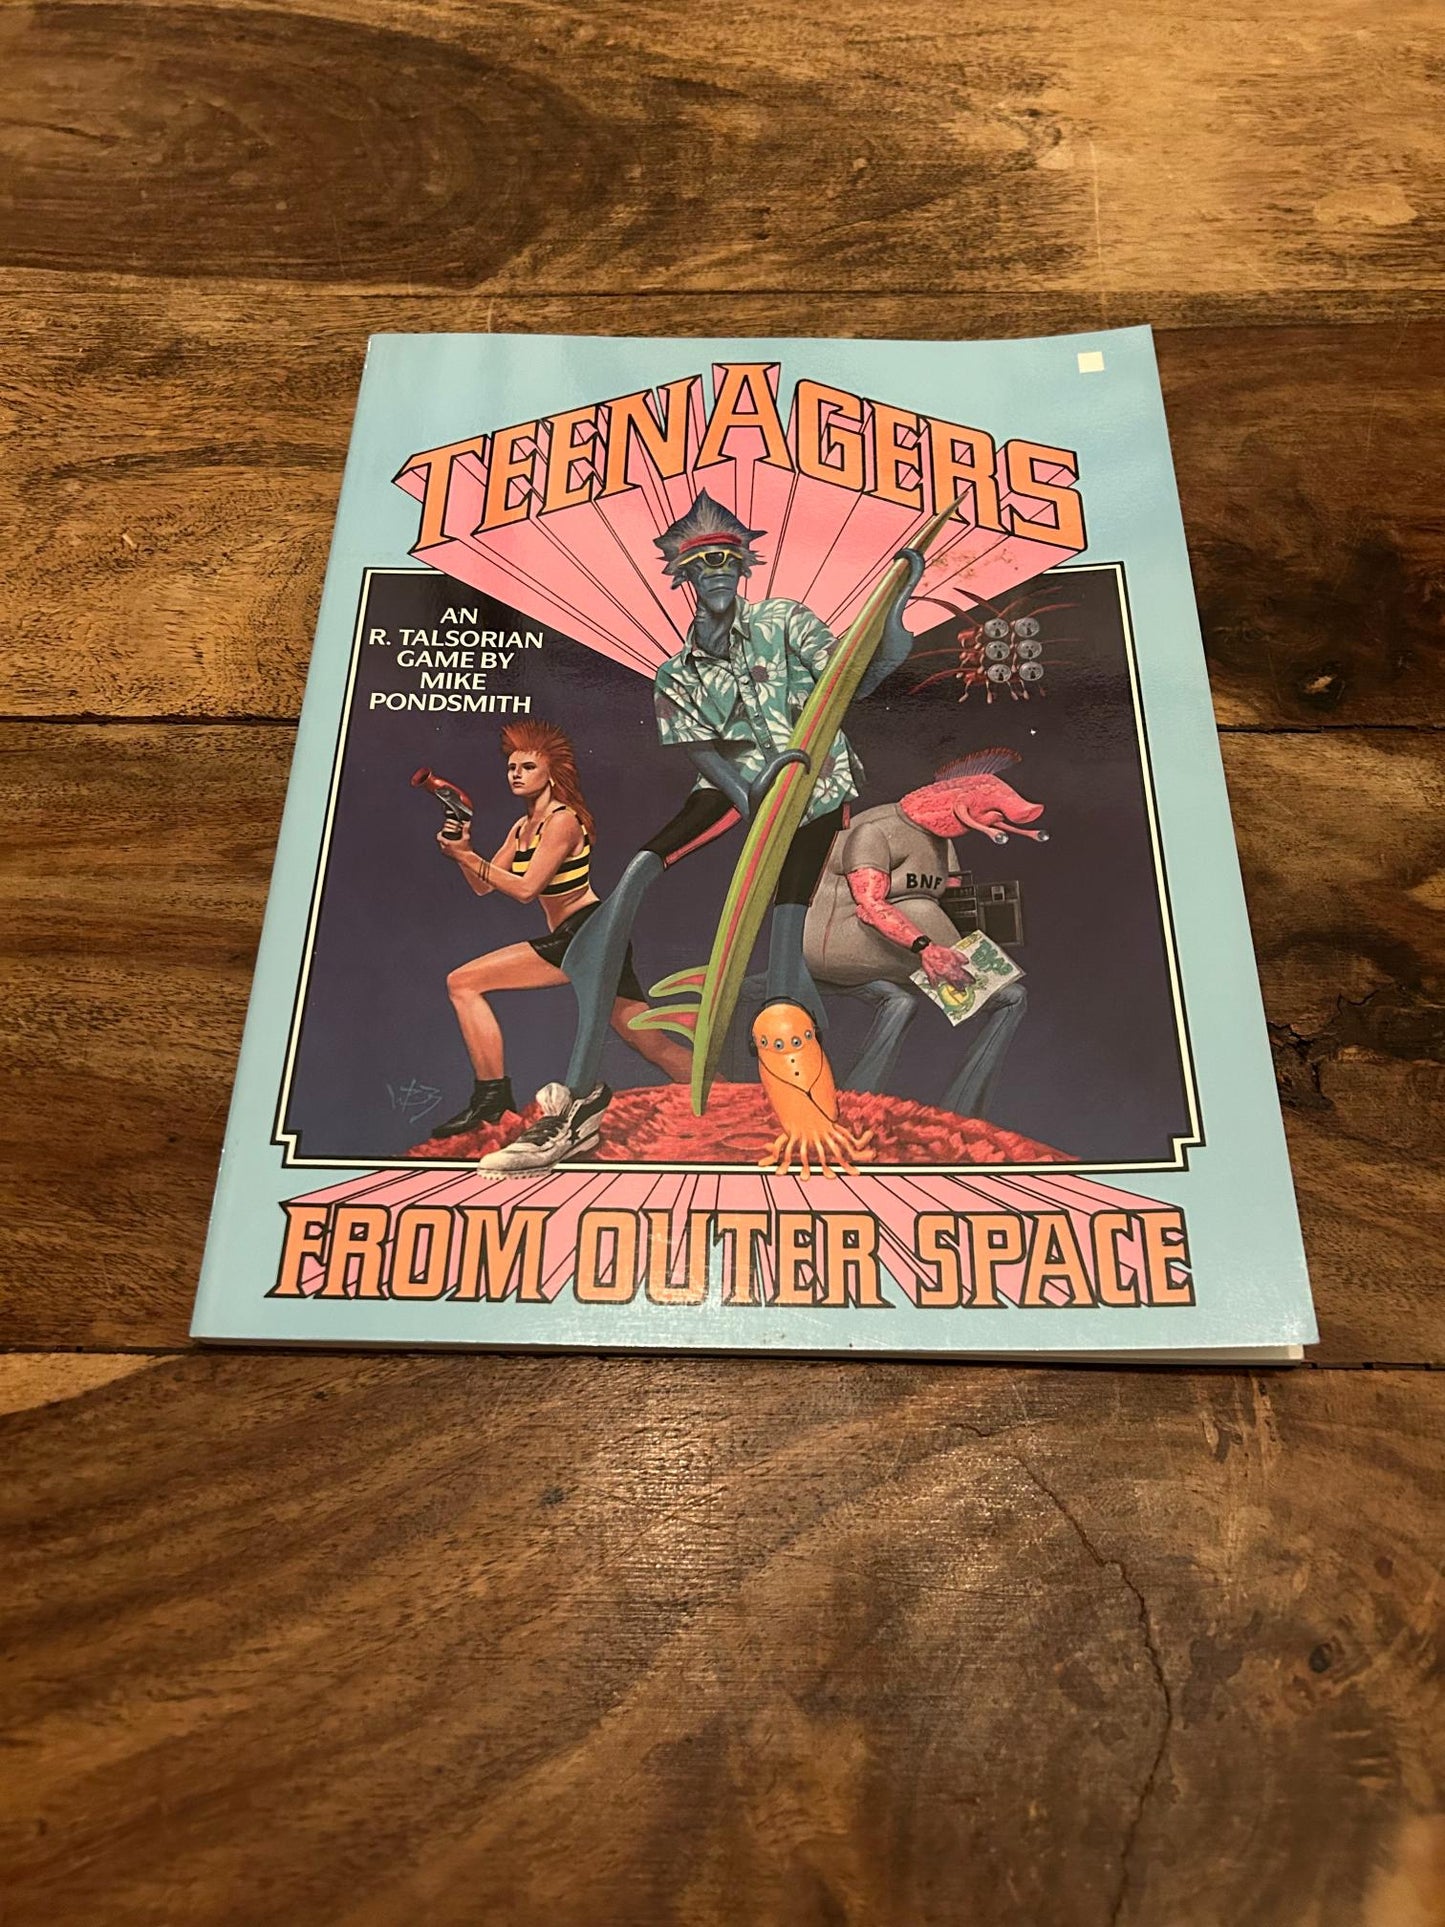 TEENAGERS
AN
R. TALSORIAN
GAME BY
MIKE
PONDSMITH
BNF
FROM OUTER SPACE